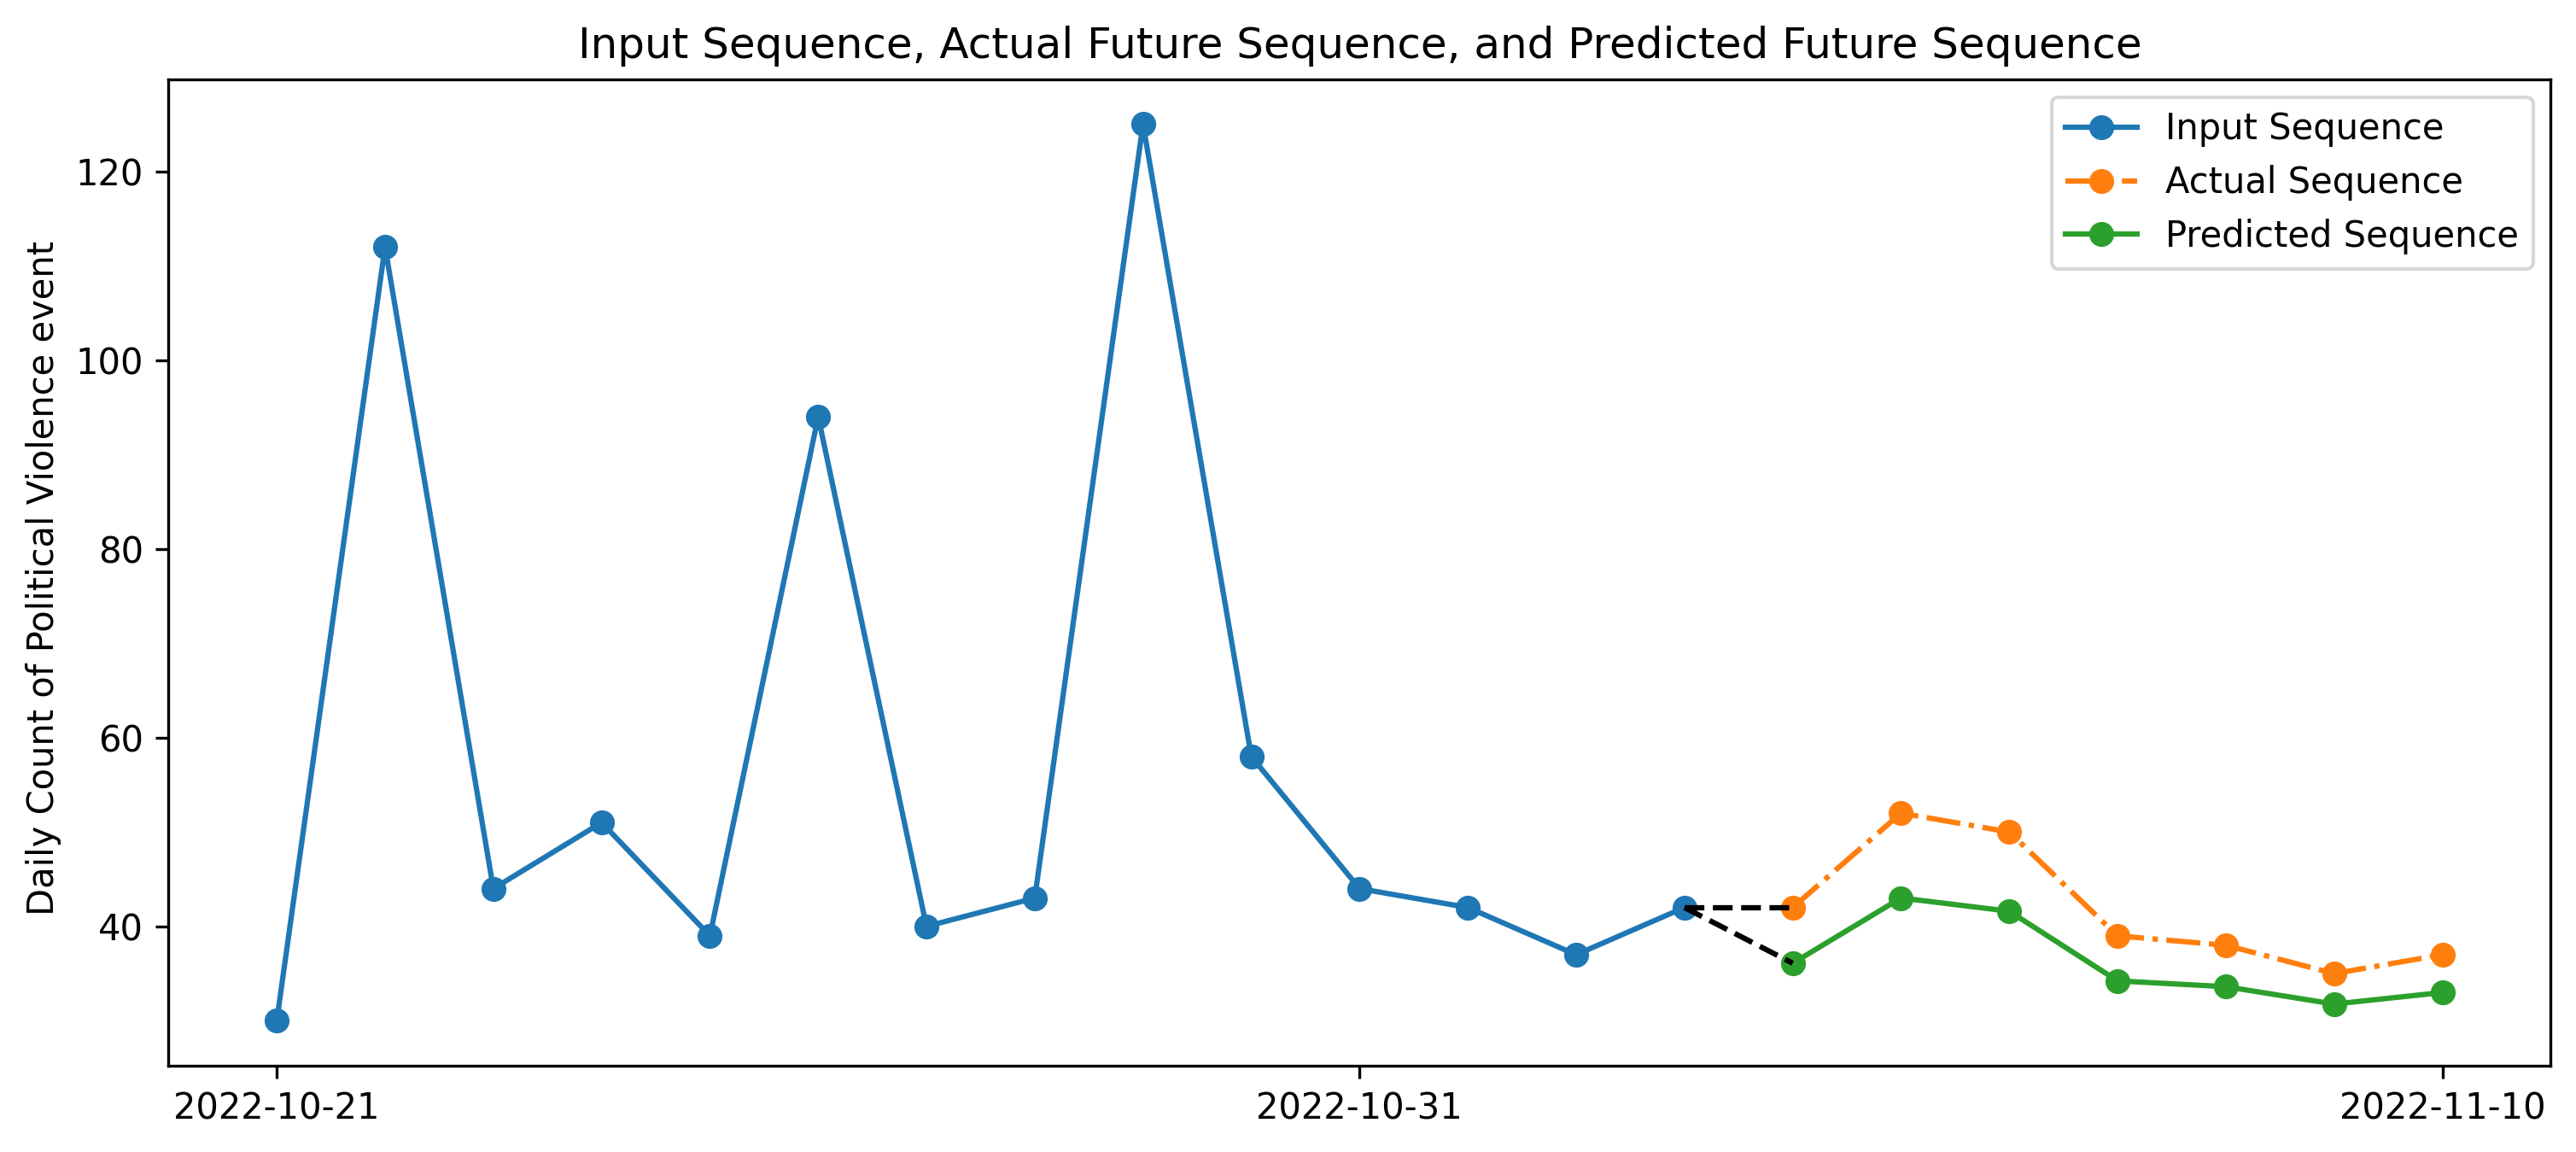 Input Sequence, Actual Future Sequence, and Predicted Future Sequence
Input Sequence
Actual Sequence
Predicted Sequence
Daily Count of Political Violence event
120
100
80
60
40
2022-10-21
2022-10-31
2022-11-10